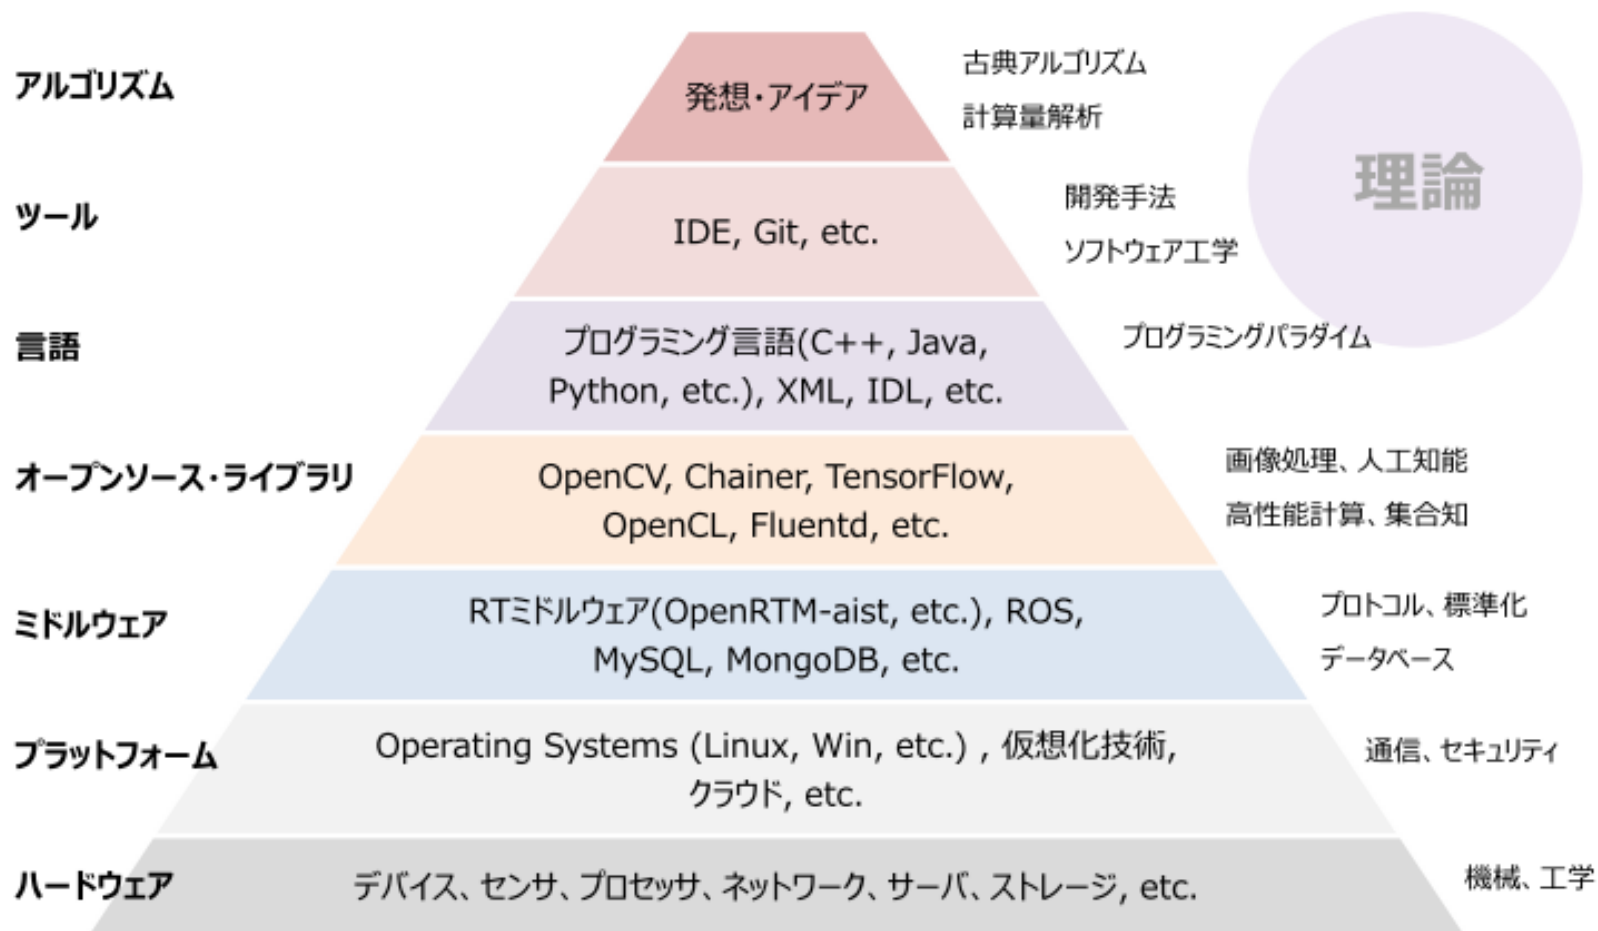 アルゴリズム
発想・アイデア
古典アルゴリズム
計算量解析
理論
ツール
IDE, Git, etc.
開発手法
ソフトウェア工学
言語
プログラミング言語(C++, Java,
Python, etc.), XML, IDL, etc.
プログラミングパラダイム
オープンソース・ライブラリ
OpenCV, Chainer, TensorFlow,
OpenCL, Fluentd, etc.
画像処理、人工知能
高性能計算、集合知
ミドルウェア
RTミドルウェア(OpenRTM-aist, etc.), ROS,
MySQL, MongoDB, etc.
プロトコル、標準化
データベース
プラットフォーム
Operating Systems (Linux, Win, etc.) , 仮想化技術,
クラウド, etc.
通信、セキュリティ
ハードウェア
デバイス、センサ、プロセッサ、ネットワーク、サーバ、ストレージ, etc.
機械、工学